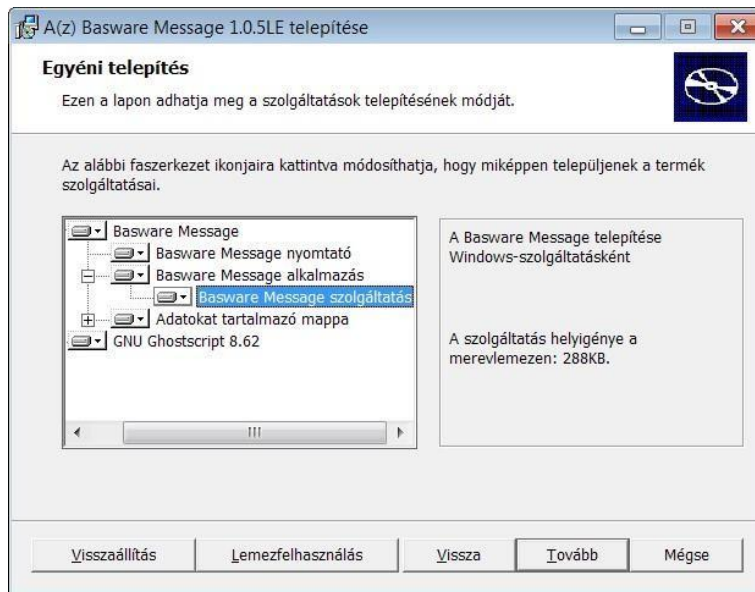 A(z) Basware Message 1.0.5LE telepítése
Egyéni telepítés
Ezen a lapon adhatja meg a szolgáltatások telepítésének módját.
Az alábbi faszerkezet ikonjaira kattintva módosíthatja, hogy miképpen települjenek a termék
szolgáltatásai.
Basware Message
Basware Message nyomtató
Basware Message alkalmazás
Basware Message szolgáltatás
Adatokat tartalmazó mappa
GNU Ghostscript 8.62
A Basware Message telepítése
Windows-szolgáltatásként
A szolgáltatás helyigénye a
merevlemezen: 288KB.
Visszaállítás
Lemezfelhasználás
Vissza
Tovább
Mégse